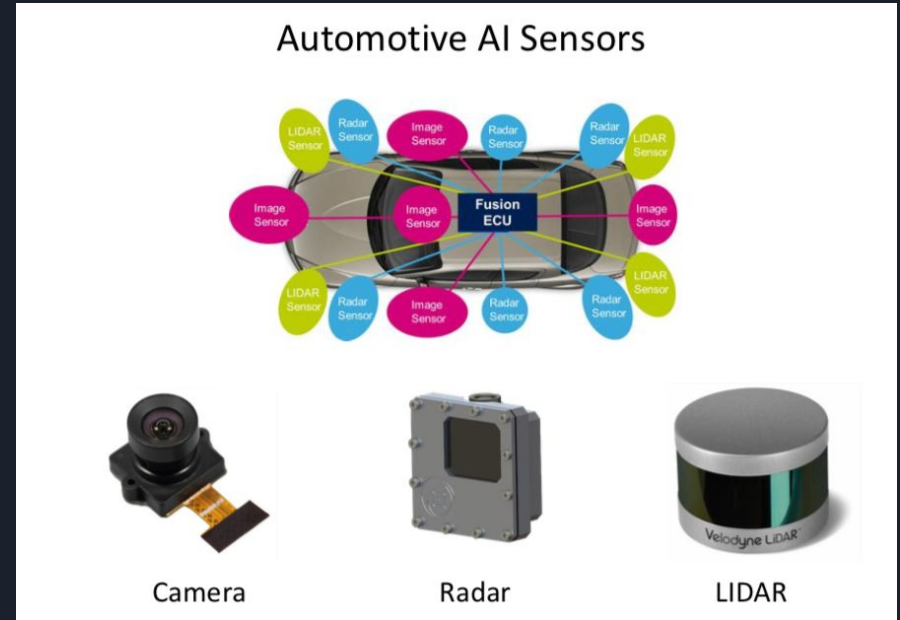 Automotive AI Sensors
LIDAR
Sensor
Radar
Sensor
Image
Sensor
Radar
Sensor
Radar
Sensor
LIDAR
Sensor
Image
Sensor
Image
Sensor
Fusion
ECU
Image
Sensor
LIDAR
Sensor
Radar
Sensor
Image
Sensor
Radar
Sensor
Radar
Sensor
LIDAR
Sensor
Velodyne LiDAR
Camera
Radar
LIDAR